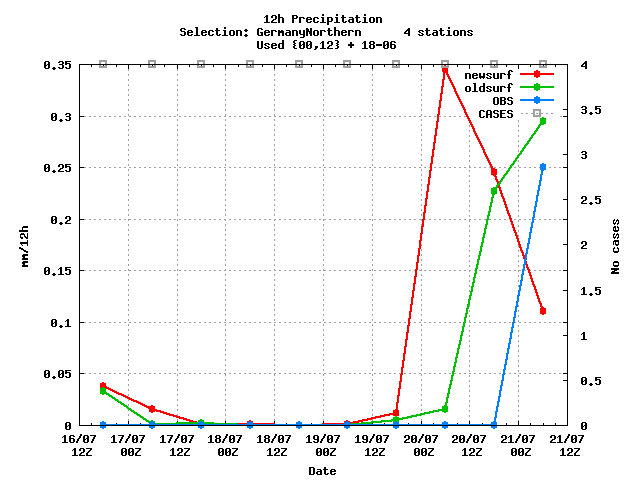 12h Precipitation
Selection: GermanyNorthern 4 stations
Used {00,12} + 18-06
newsurf
oldsurf
OBS
CASES
0.35
0.3
0.25
0.2
0.15
0.1
0.05
0
mm/12h
4
3.5
3
2.5
2
1.5
1
0.5
0
No cases
16/07 17/07 17/07 18/07 18/07 19/07 19/07 20/07 20/07 21/07 21/07
12Z 00Z 12Z 00Z 12Z 00Z 12Z 00Z 12Z 00Z 12Z
Date